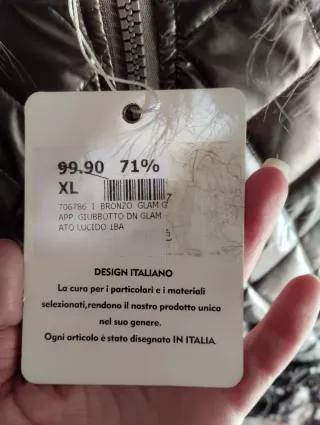 99.90 71%
XL
706786 I BRONZO GLAM G
APP. GIUBBOTTO DN GLAM
ATO LUCIDO 1BA
DESIGN ITALIANO
La cura per i particolari e i materiali
selezionati,rendono il nostro prodotto unico
nel suo genere.
Ogni articolo è stato disegnato IN ITALIA